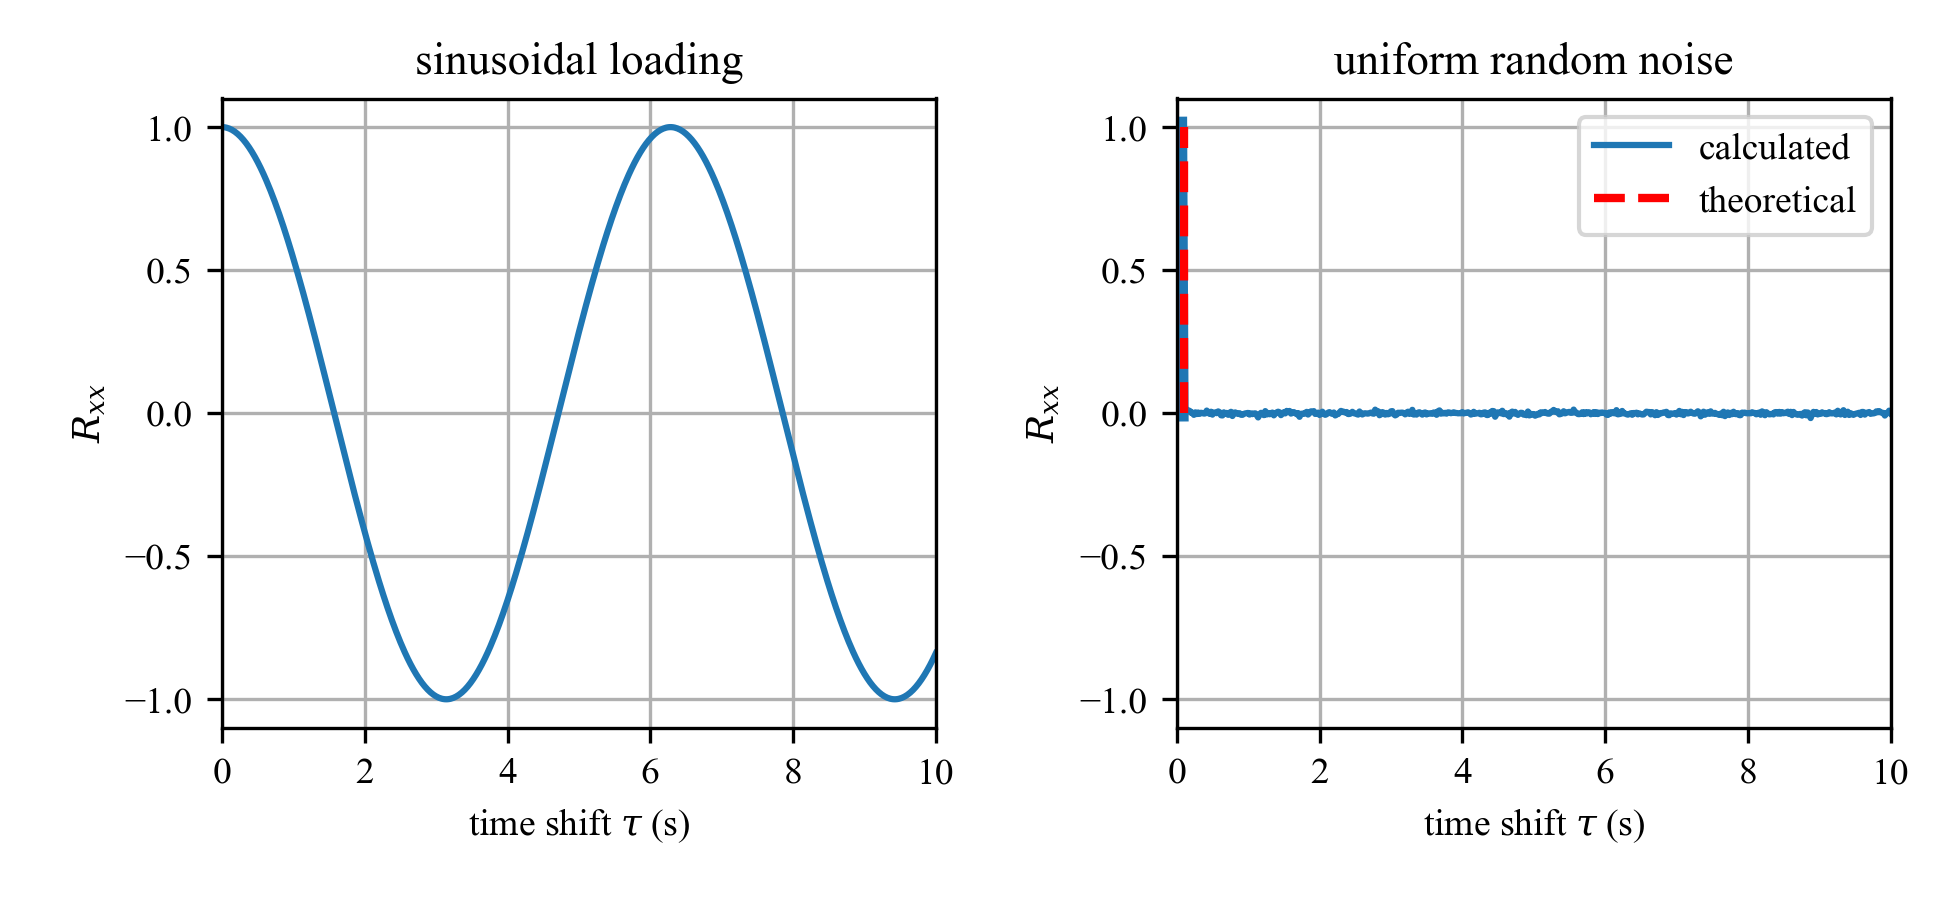 sinusoidal loading
1.0
0.5
0.0
−0.5
−1.0
R_xx
0 2 4 6 8 10
time shift τ (s)
uniform random noise
calculated
theoretical
1.0
0.5
0.0
−0.5
−1.0
R_xx
0 2 4 6 8 10
time shift τ (s)